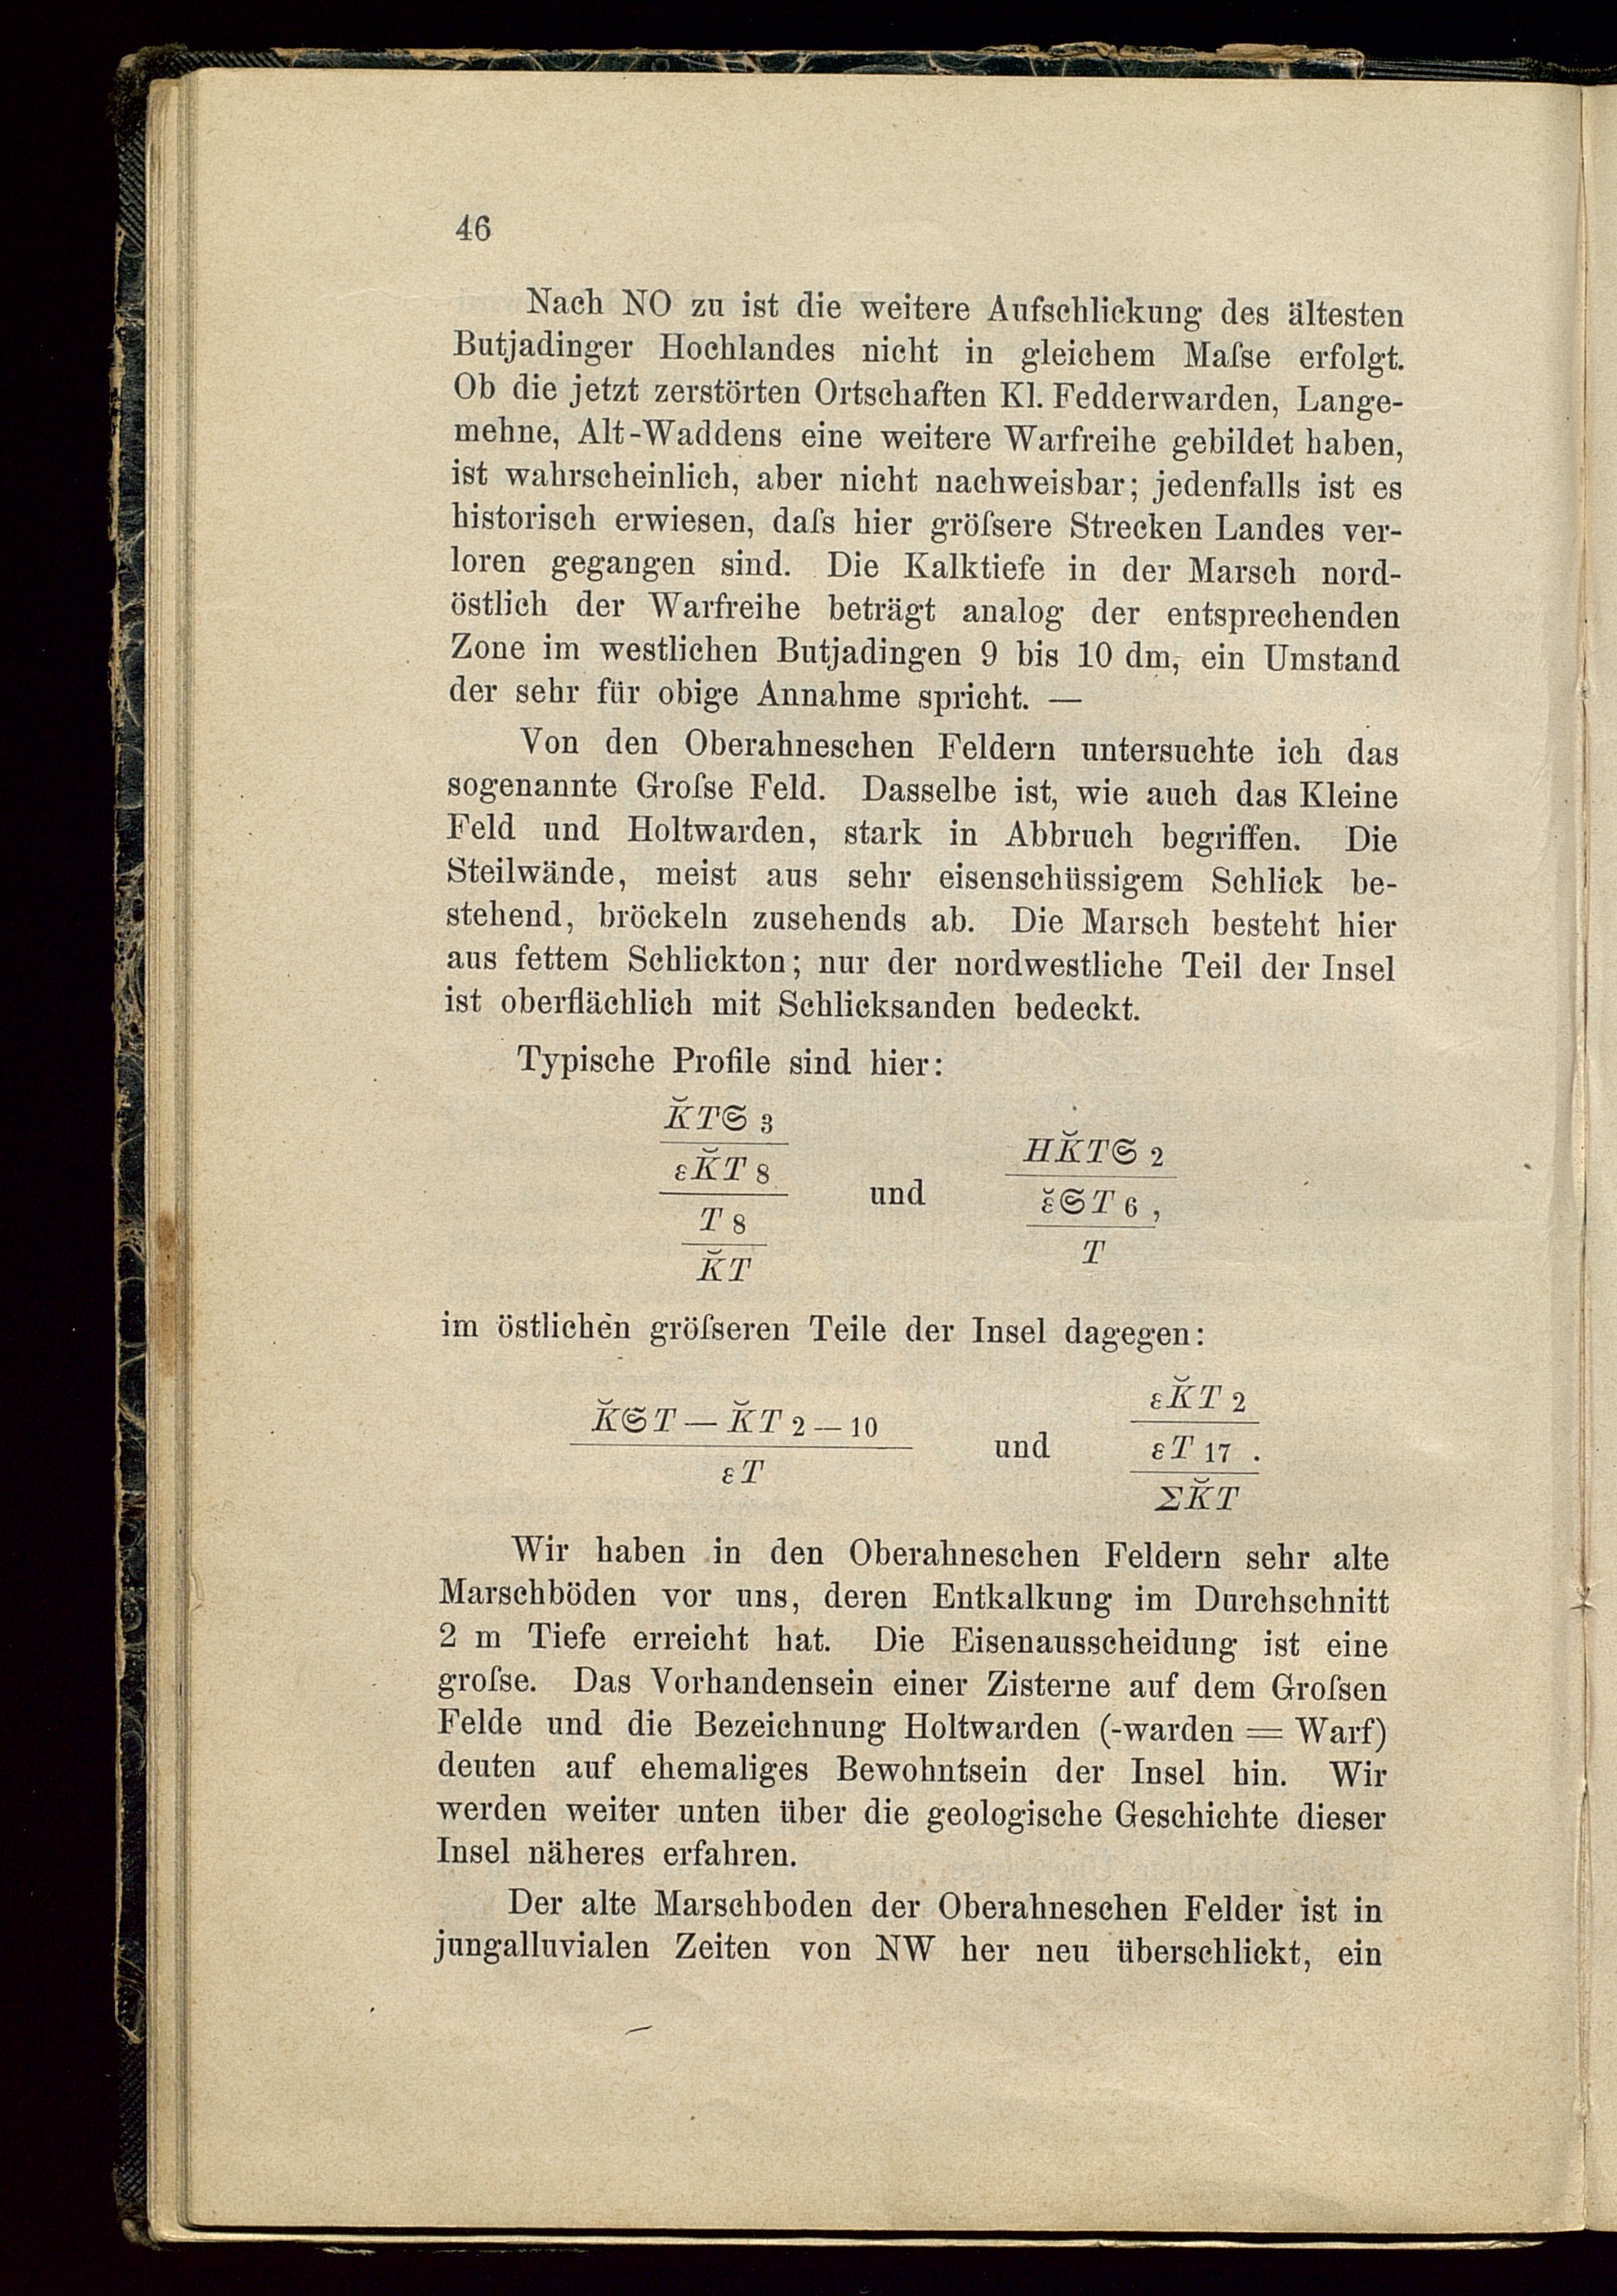 46
Nach NO zu ist die weitere Aufschlickung des ältesten
Butjadinger Hochlandes nicht in gleichem Maſse erfolgt.
Ob die jetzt zerstörten Ortschaften Kl. Fedderwarden, Lange-
mehne, Alt-Waddens eine weitere Warfreihe gebildet haben,
ist wahrscheinlich, aber nicht nachweisbar; jedenfalls ist es
historisch erwiesen, daſs hier gröſsere Strecken Landes ver-
loren gegangen sind. Die Kalktiefe in der Marsch nord-
östlich der Warfreihe beträgt analog der entsprechenden
Zone im westlichen Butjadingen 9 bis 10 dm, ein Umstand
der sehr für obige Annahme spricht. —
Von den Oberahneschen Feldern untersuchte ich das
sogenannte Groſse Feld. Dasselbe ist, wie auch das Kleine
Feld und Holtwarden, stark in Abbruch begriffen. Die
Steilwände, meist aus sehr eisenschüssigem Schlick be-
stehend, bröckeln zusehends ab. Die Marsch besteht hier
aus fettem Schlickton; nur der nordwestliche Teil der Insel
ist oberflächlich mit Schlicksanden bedeckt.
Typische Profile sind hier:
K̆T𝔖 3
εK̆T 8
T 8
K̆T
und
HK̆T𝔖 2
ε̆𝔖T 6,
T
im östlichen gröſseren Teile der Insel dagegen:
K̆𝔖T — K̆T 2 — 10
εT
und
εK̆T 2
εT 17.
ΣK̆T
Wir haben in den Oberahneschen Feldern sehr alte
Marschböden vor uns, deren Entkalkung im Durchschnitt
2 m Tiefe erreicht hat. Die Eisenausscheidung ist eine
groſse. Das Vorhandensein einer Zisterne auf dem Groſsen
Felde und die Bezeichnung Holtwarden (-warden = Warf)
deuten auf ehemaliges Bewohntsein der Insel hin. Wir
werden weiter unten über die geologische Geschichte dieser
Insel näheres erfahren.
Der alte Marschboden der Oberahneschen Felder ist in
jungalluvialen Zeiten von NW her neu überschlickt, ein